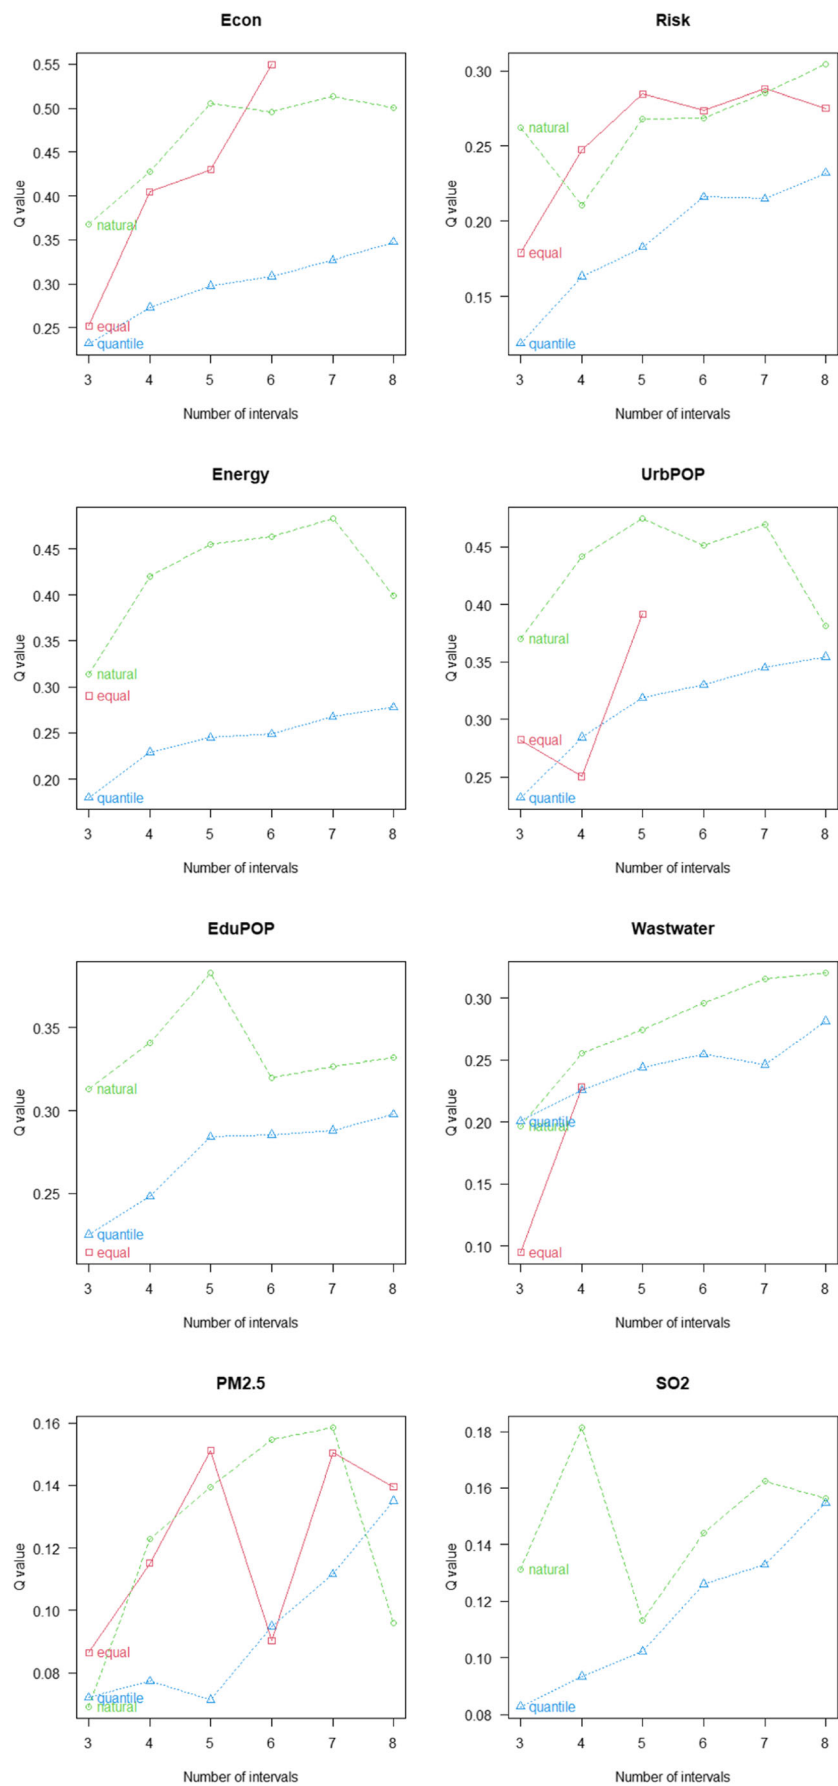 Econ
Q value
0.55
0.50
0.45
0.40
0.35
0.30
0.25
natural
equal
quantile
3 4 5 6 7 8
Number of intervals
Risk
Q value
0.30
0.25
0.20
0.15
natural
equal
quantile
3 4 5 6 7 8
Number of intervals
Energy
Q value
0.45
0.40
0.35
0.30
0.25
0.20
natural
equal
quantile
3 4 5 6 7 8
Number of intervals
UrbPOP
Q value
0.45
0.40
0.35
0.30
0.25
natural
equal
quantile
3 4 5 6 7 8
Number of intervals
EduPOP
Q value
0.35
0.30
0.25
natural
quantile
equal
3 4 5 6 7 8
Number of intervals
Wastwater
Q value
0.30
0.25
0.20
0.15
0.10
quantile
natural
equal
3 4 5 6 7 8
Number of intervals
PM2.5
Q value
0.16
0.14
0.12
0.10
0.08
equal
quantile
natural
3 4 5 6 7 8
Number of intervals
SO2
Q value
0.18
0.16
0.14
0.12
0.10
0.08
natural
quantile
3 4 5 6 7 8
Number of intervals